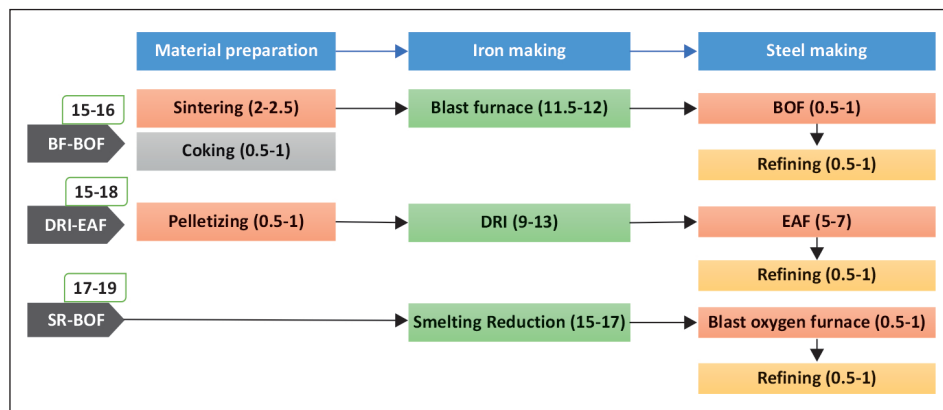 Material preparation
Iron making
Steel making
15-16
BF-BOF
Sintering (2-2.5)
Blast furnace (11.5-12)
BOF (0.5-1)
Coking (0.5-1)
Refining (0.5-1)
15-18
DRI-EAF
Pelletizing (0.5-1)
DRI (9-13)
EAF (5-7)
Refining (0.5-1)
17-19
SR-BOF
Smelting Reduction (15-17)
Blast oxygen furnace (0.5-1)
Refining (0.5-1)